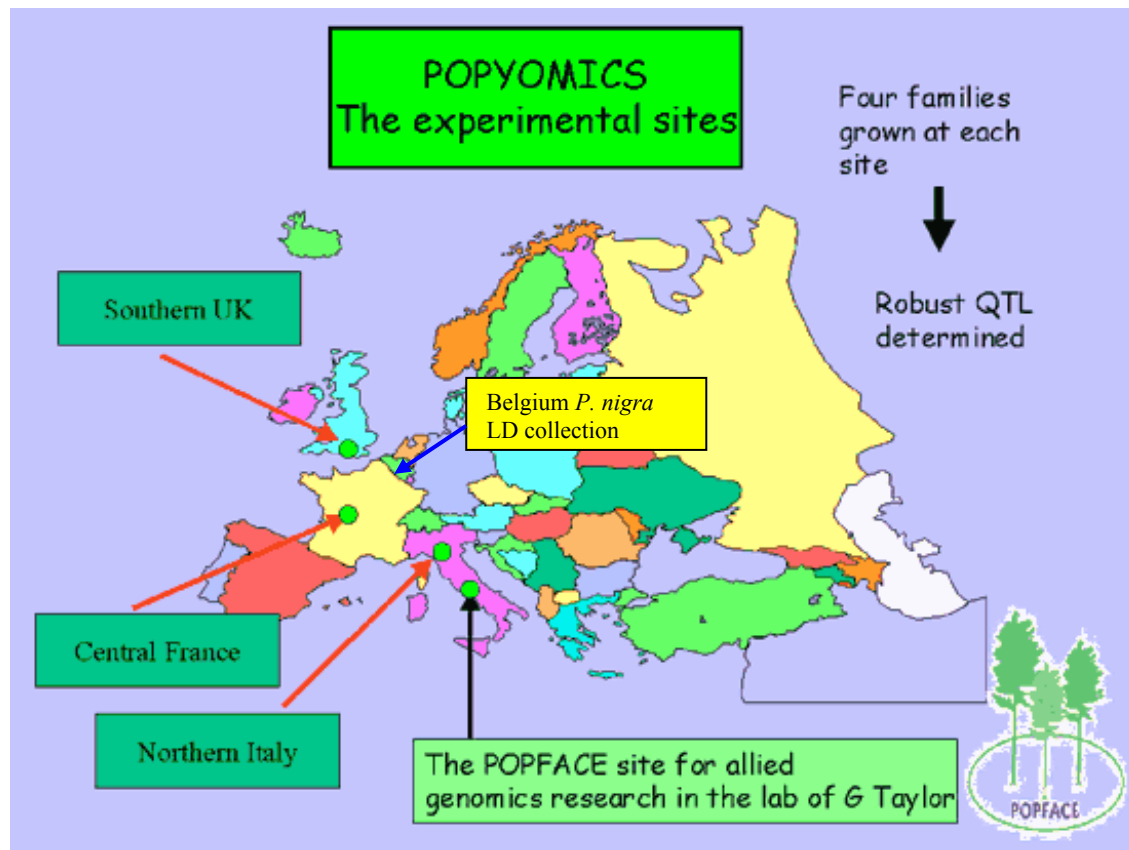 POPYOMICS
The experimental sites
Four families
grown at each
site
Robust QTL
determined
Southern UK
Belgium P. nigra
LD collection
Central France
Northern Italy
The POPFACE site for allied
genomics research in the lab of G Taylor
POPFACE